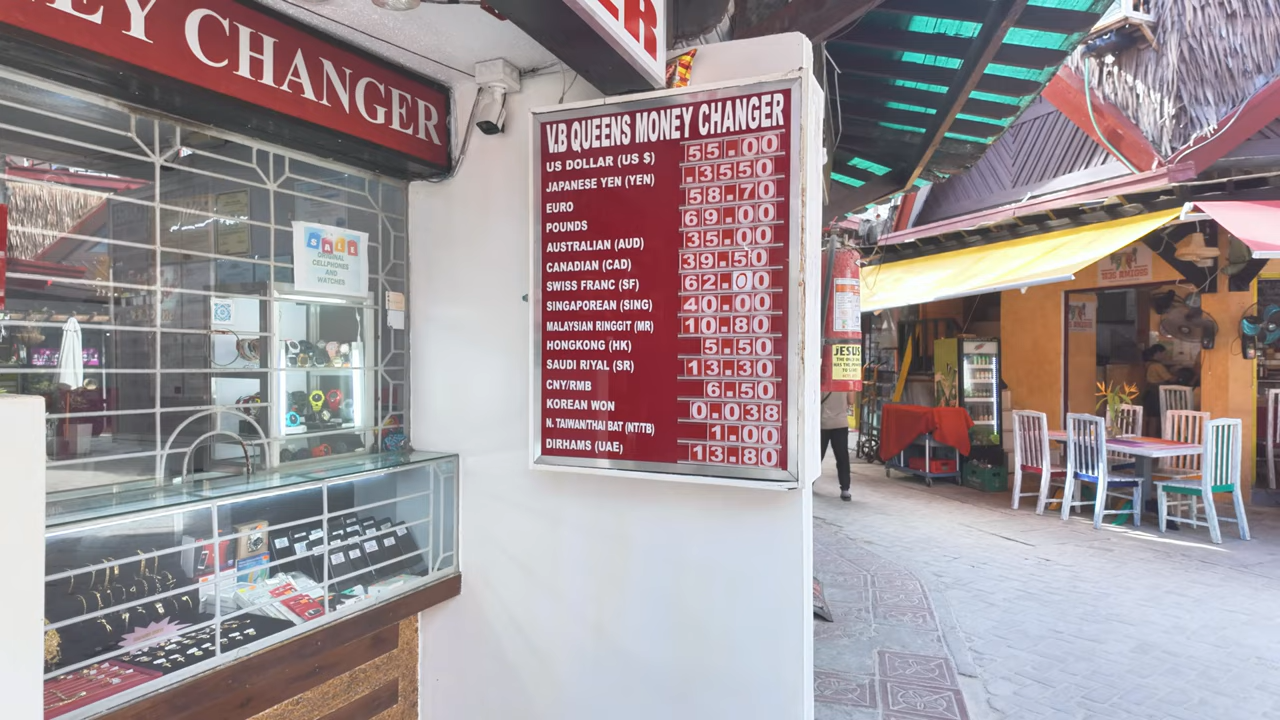 EY CHANGER
ER
V.B QUEENS MONEY CHANGER
US DOLLAR (US $) 55.00
JAPANESE YEN (YEN) .3550
EURO 58.70
POUNDS 69.00
AUSTRALIAN (AUD) 35.00
CANADIAN (CAD) 39.50
SWISS FRANC (SF) 62.00
SINGAPOREAN (SING) 40.00
MALAYSIAN RINGGIT (MR) 10.80
HONGKONG (HK) 5.50
SAUDI RIYAL (SR) 13.30
CNY/RMB 6.50
KOREAN WON 0.038
N. TAIWAN/THAI BAT (NT/TB) 1.00
DIRHAMS (UAE) 13.80
SALE
ORIGINAL
CELLPHONES
AND
WATCHES
JESUS